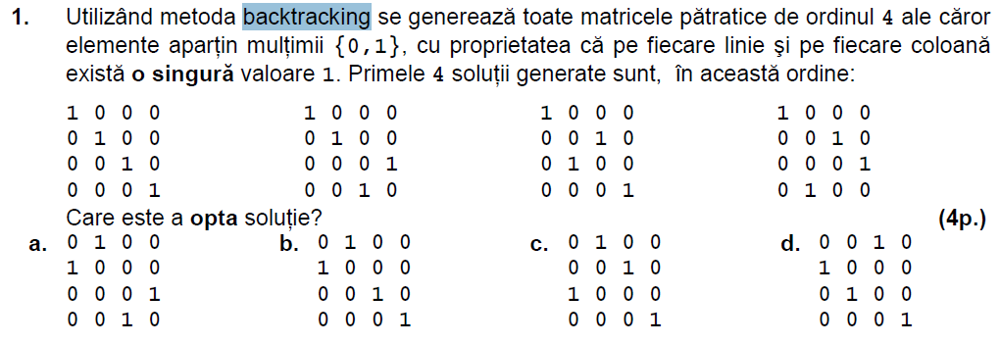 1. Utilizând metoda backtracking se generează toate matricele pătratice de ordinul 4 ale căror
elemente aparţin mulţimii {0,1}, cu proprietatea că pe fiecare linie şi pe fiecare coloană
există o singură valoare 1. Primele 4 soluţii generate sunt, în această ordine:
1 0 0 0 1 0 0 0 1 0 0 0 1 0 0 0
0 1 0 0 0 1 0 0 0 0 1 0 0 0 1 0
0 0 1 0 0 0 0 1 0 1 0 0 0 0 0 1
0 0 0 1 0 0 1 0 0 0 0 1 0 1 0 0
Care este a opta soluţie? (4p.)
a. 0 1 0 0 b. 0 1 0 0 c. 0 1 0 0 d. 0 0 1 0
1 0 0 0 1 0 0 0 0 0 1 0 1 0 0 0
0 0 0 1 0 0 1 0 1 0 0 0 0 1 0 0
0 0 1 0 0 0 0 1 0 0 0 1 0 0 0 1